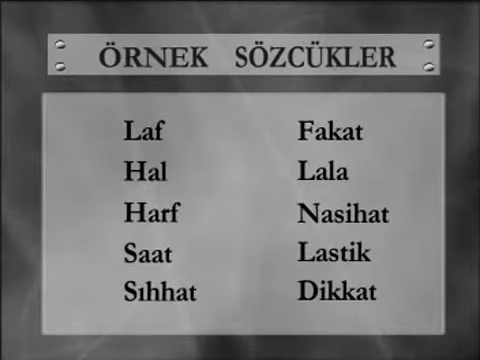 ÖRNEK SÖZCÜKLER
Laf
Hal
Harf
Saat
Sıhhat
Fakat
Lala
Nasihat
Lastik
Dikkat